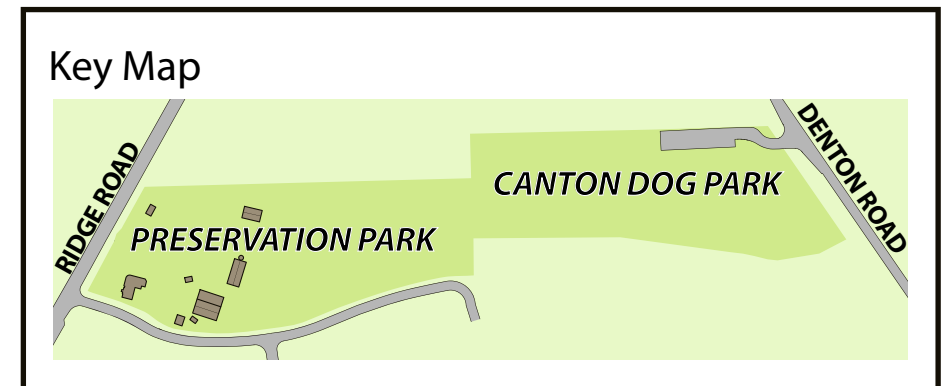 Key Map
RIDGE ROAD
PRESERVATION PARK
CANTON DOG PARK
DENTON ROAD